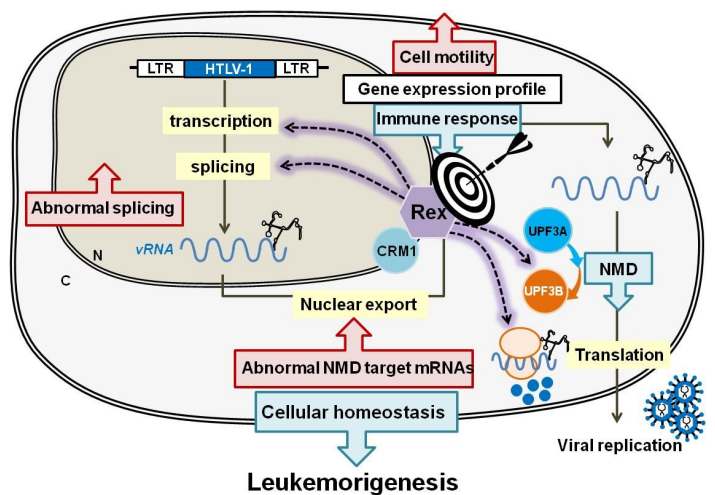 Cell motility
LTR HTLV-1 LTR
Gene expression profile
transcription
Immune response
splicing
Abnormal splicing
Rex
UPF3A
vRNA
CRM1
N
C
NMD
UPF3B
Nuclear export
Abnormal NMD target mRNAs
Translation
Cellular homeostasis
Viral replication
Leukemorigenesis